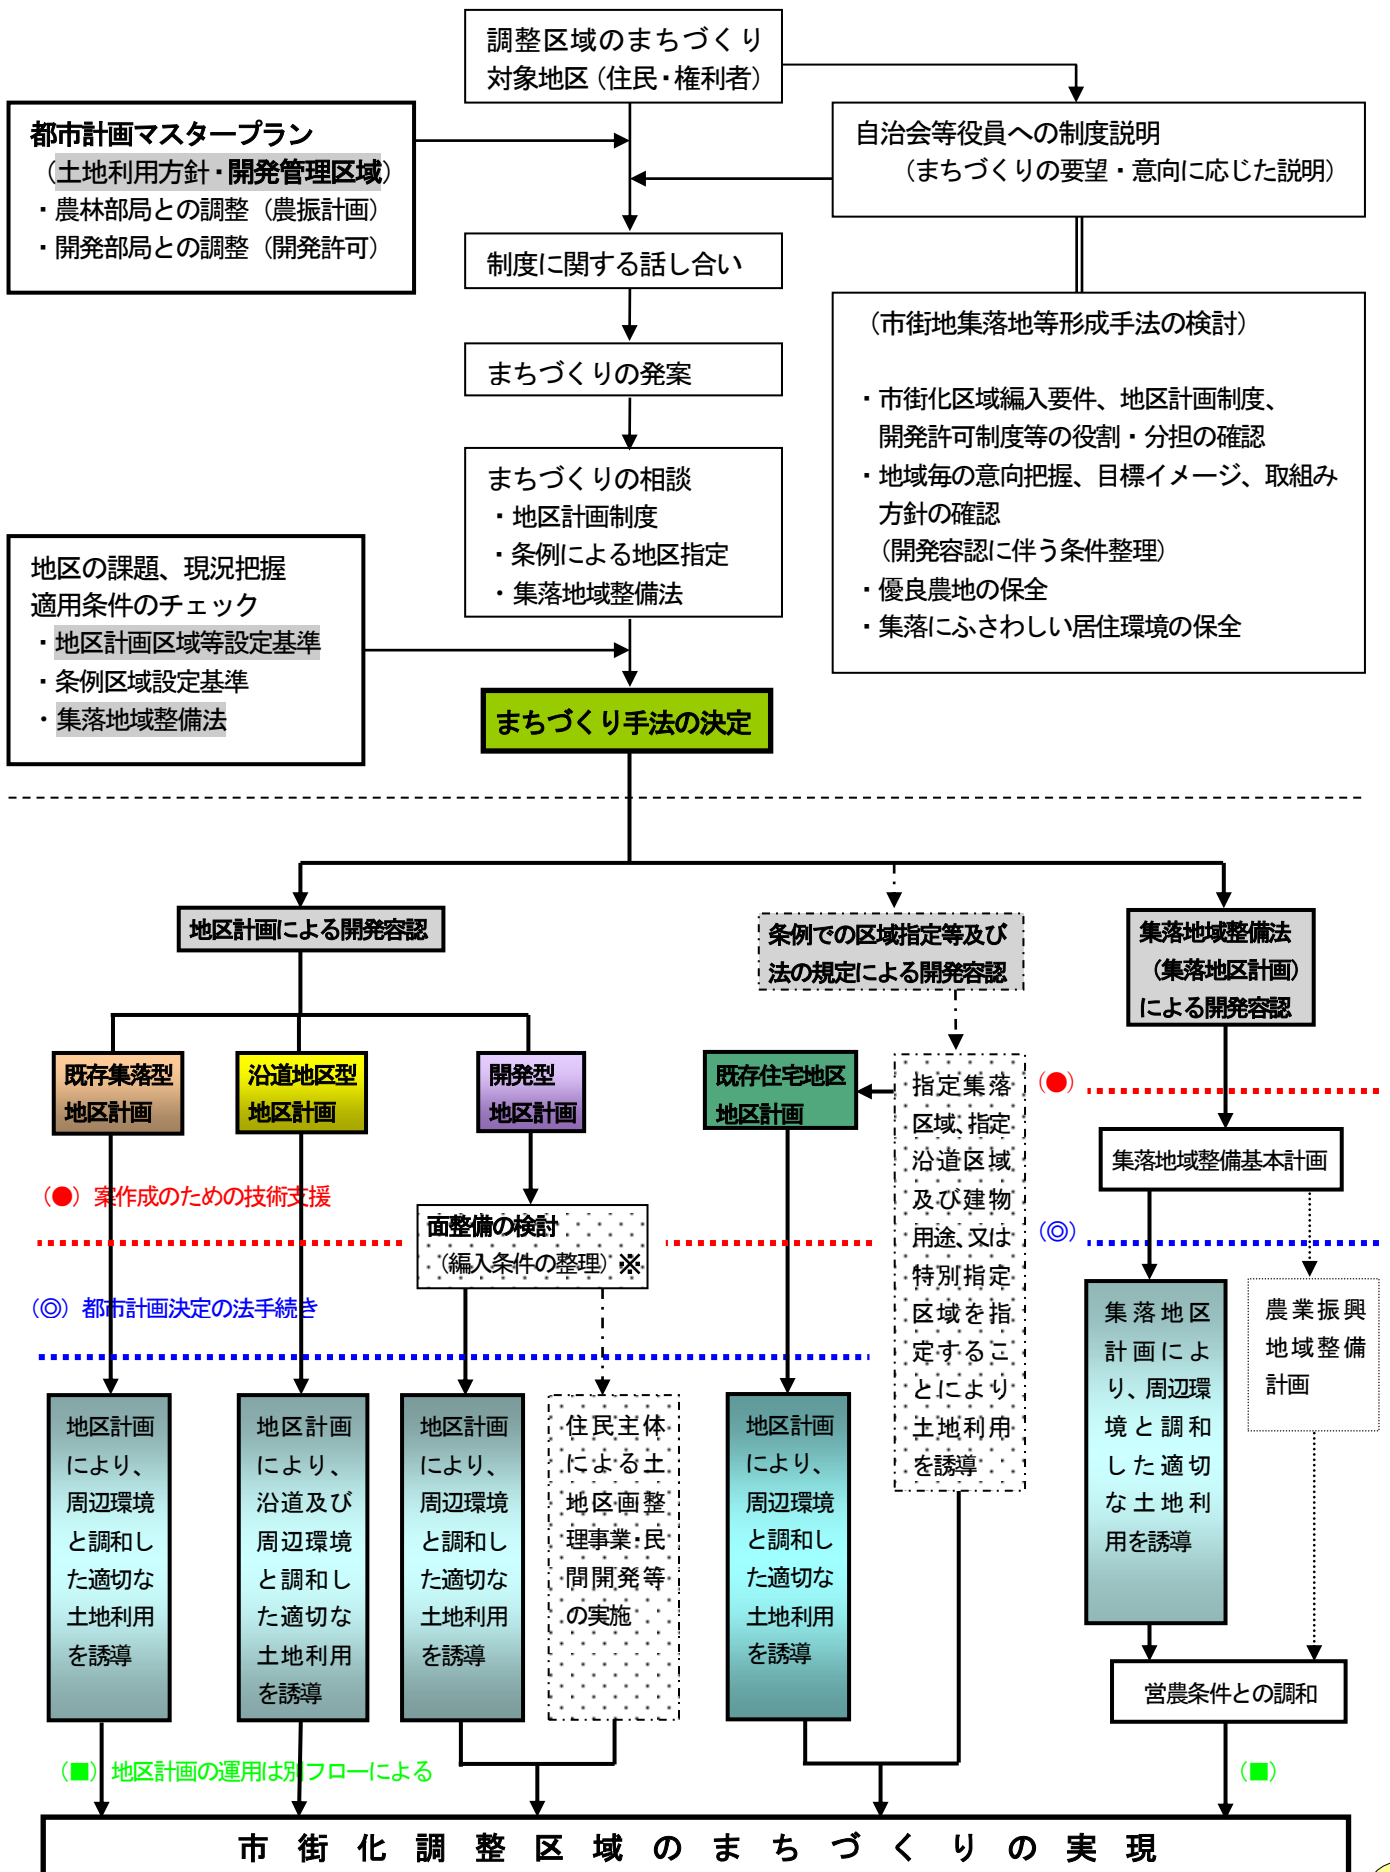 調整区域のまちづくり
対象地区（住民・権利者）
都市計画マスタープラン
（土地利用方針・開発管理区域）
・農林部局との調整（農振計画）
・開発部局との調整（開発許可）
自治会等役員への制度説明
（まちづくりの要望・意向に応じた説明）
制度に関する話し合い
（市街地集落地等形成手法の検討）
・市街化区域編入要件、地区計画制度、
開発許可制度等の役割・分担の確認
・地域毎の意向把握、目標イメージ、取組み
方針の確認
（開発容認に伴う条件整理）
・優良農地の保全
・集落にふさわしい居住環境の保全
まちづくりの発案
まちづくりの相談
・地区計画制度
・条例による地区指定
・集落地域整備法
地区の課題、現況把握
適用条件のチェック
・地区計画区域等設定基準
・条例区域設定基準
・集落地域整備法
まちづくり手法の決定
地区計画による開発容認
条例での区域指定等及び
法の規定による開発容認
集落地域整備法
（集落地区計画）
による開発容認
既存集落型
地区計画
沿道地区型
地区計画
開発型
地区計画
既存住宅地区
地区計画
指定集落
区域、指定
沿道区域
及び建物
用途、又は
特別指定
区域を指
定するこ
とにより
土地利用
を誘導
（●）
集落地域整備基本計画
（●）案作成のための技術支援
面整備の検討
（編入条件の整理）※
（◎）
（◎）都市計画決定の法手続き
地区計画
により、
周辺環境
と調和し
た適切な
土地利用
を誘導
地区計画
により、
沿道及び
周辺環境
と調和し
た適切な
土地利用
を誘導
地区計画
により、
周辺環境
と調和し
た適切な
土地利用
を誘導
住民主体
による土
地区画整
理事業・民
間開発等
の実施
地区計画
により、
周辺環境
と調和し
た適切な
土地利用
を誘導
集落地区
計画によ
り、周辺環
境と調和
した適切
な土地利
用を誘導
農業振興
地域整備
計画
営農条件との調和
（■）地区計画の運用は別フローによる
（■）
市街化調整区域のまちづくりの実現